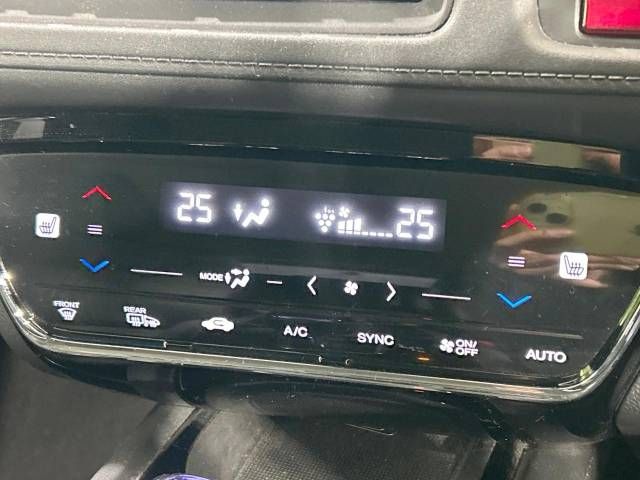 25 25
MODE
FRONT REAR
A/C SYNC ON/
OFF AUTO